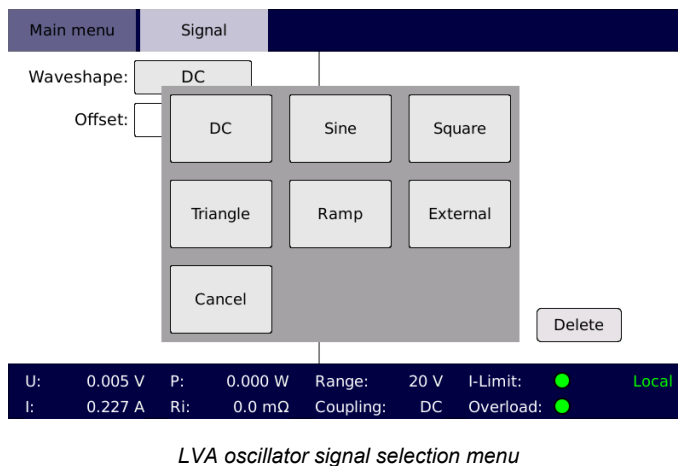 Main menu Signal
Waveshape: DC
Offset:
DC Sine Square
Triangle Ramp External
Cancel
Delete
U: 0.005 V P: 0.000 W Range: 20 V I-Limit: Local
I: 0.227 A Ri: 0.0 mΩ Coupling: DC Overload:
LVA oscillator signal selection menu